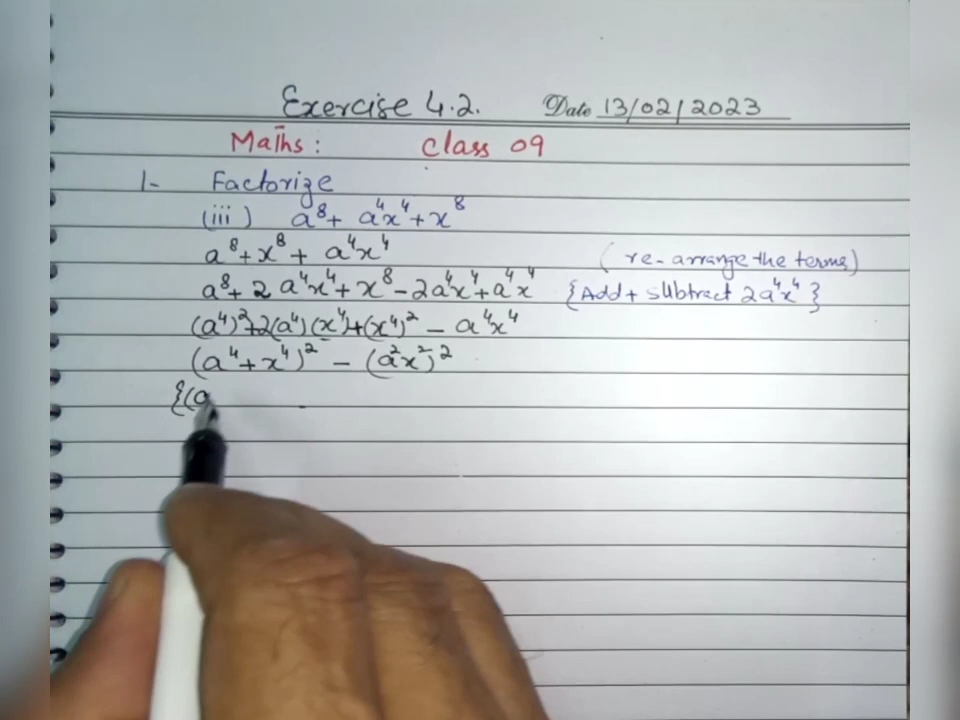 Exercise 4.2. Date 13/02/2023
Maths: Class 09
1- Factorize
(iii) a⁸+ a⁴x⁴+x⁸
a⁸+x⁸+ a⁴x⁴ (re-arrange the terms)
a⁸+2a⁴x⁴+x⁸-2a⁴x⁴+a⁴x⁴ {Add + subtract 2a⁴x⁴}
(a⁴)²+2(a⁴)(x⁴)+(x⁴)² - a⁴x⁴
(a⁴+x⁴)² - (a²x²)²
{(a